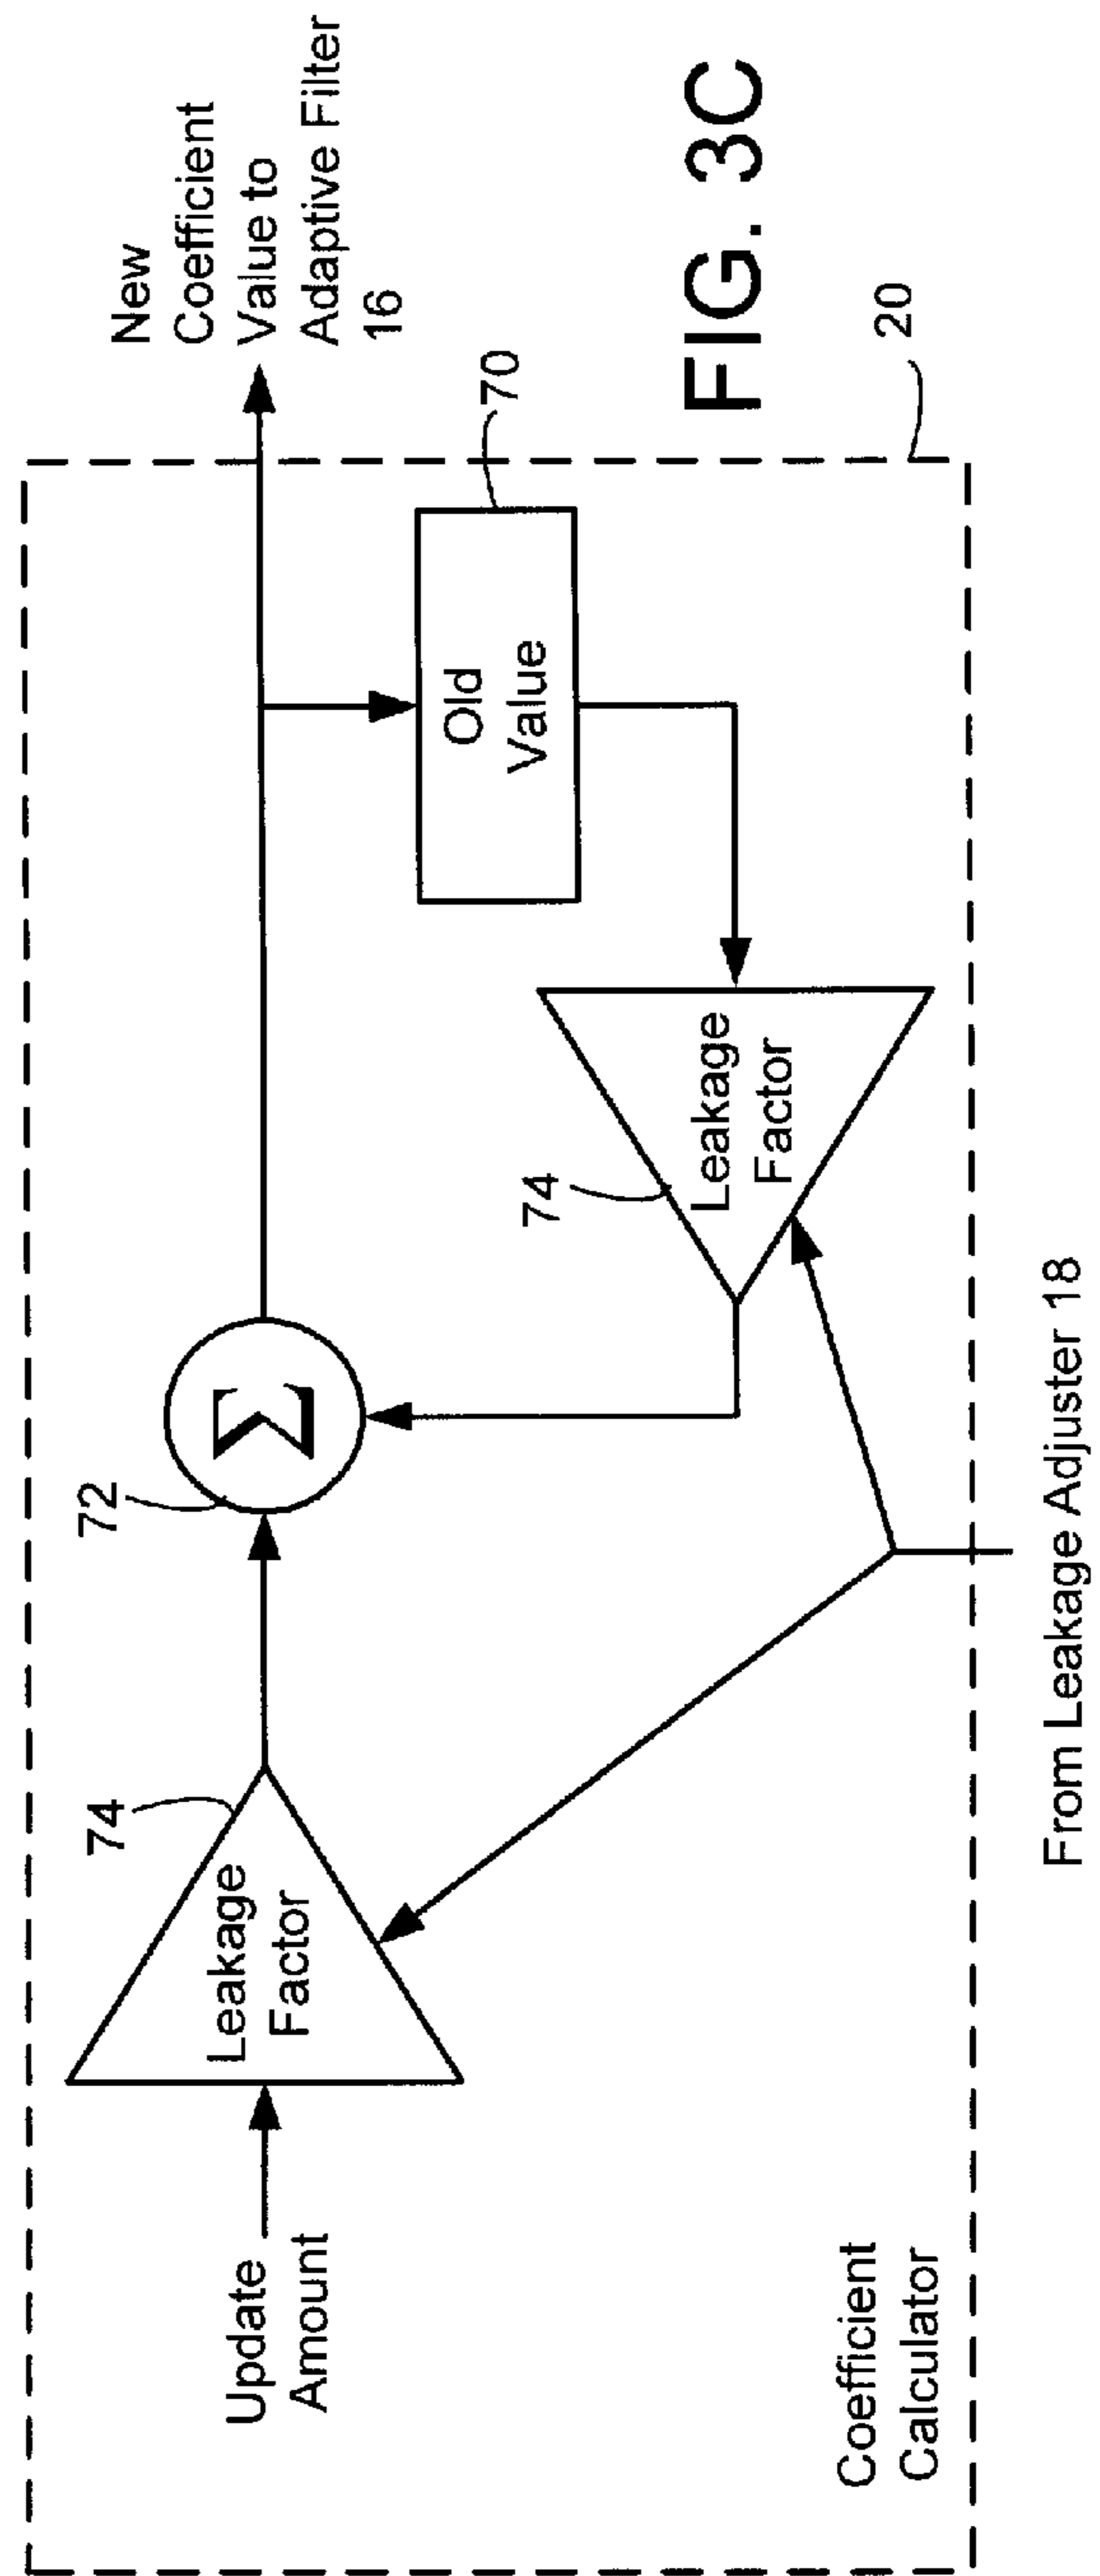 New
Coefficient
Value to
Adaptive Filter
16
72
Σ
74
Update
Amount
Leakage
Factor
Old
Value
70
74
Leakage
Factor
FIG. 3C
20
Coefficient
Calculator
From Leakage Adjuster 18